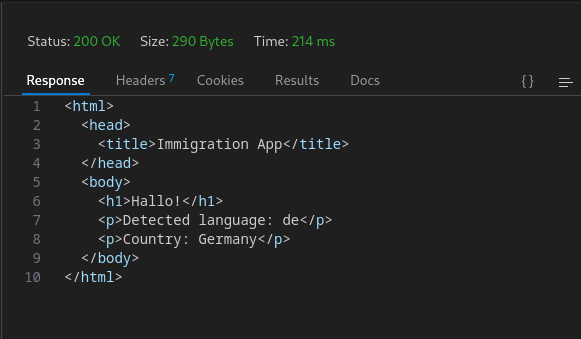 Status: 200 OK Size: 290 Bytes Time: 214 ms
Response Headers 7 Cookies Results Docs {}
1 <html>
2   <head>
3     <title>Immigration App</title>
4   </head>
5   <body>
6     <h1>Hallo!</h1>
7     <p>Detected language: de</p>
8     <p>Country: Germany</p>
9   </body>
10 </html>